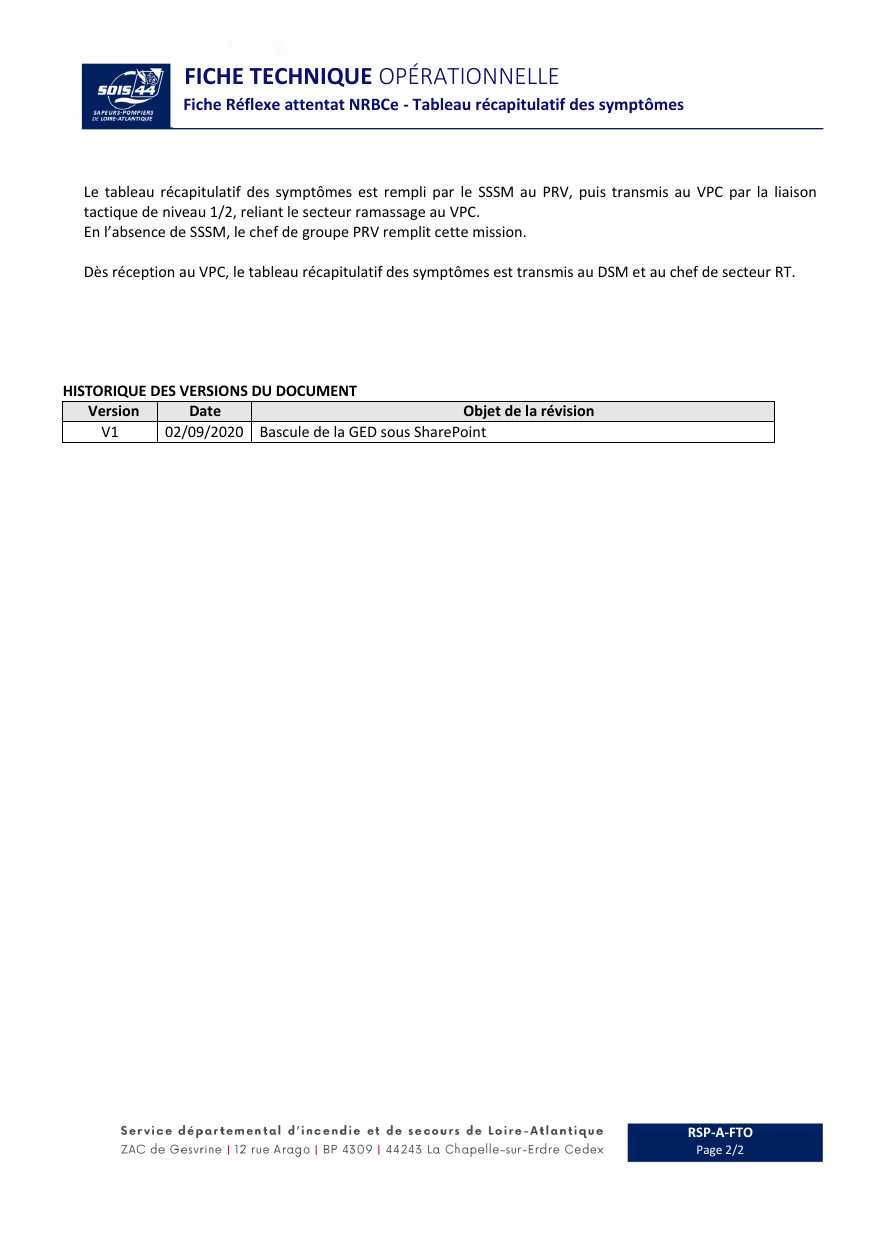 SDIS 44
SAPEURS-POMPIERS
DE LOIRE-ATLANTIQUE
FICHE TECHNIQUE OPÉRATIONNELLE
Fiche Réflexe attentat NRBCe - Tableau récapitulatif des symptômes
Le tableau récapitulatif des symptômes est rempli par le SSSM au PRV, puis transmis au VPC par la liaison
tactique de niveau 1/2, reliant le secteur ramassage au VPC.
En l’absence de SSSM, le chef de groupe PRV remplit cette mission.
Dès réception au VPC, le tableau récapitulatif des symptômes est transmis au DSM et au chef de secteur RT.
HISTORIQUE DES VERSIONS DU DOCUMENT
Version Date Objet de la révision
V1 02/09/2020 Bascule de la GED sous SharePoint
Service départemental d’incendie et de secours de Loire-Atlantique
ZAC de Gesvrine | 12 rue Arago | BP 4309 | 44243 La Chapelle-sur-Erdre Cedex
RSP-A-FTO
Page 2/2